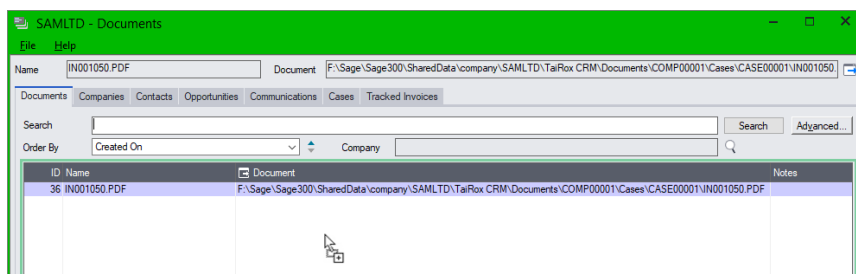 SAMLTD - Documents
File Help
Name IN001050.PDF Document F:\Sage\Sage300\SharedData\company\SAMLTD\TaiRox CRM\Documents\COMP00001\Cases\CASE00001\IN001050.
Documents Companies Contacts Opportunities Communications Cases Tracked Invoices
Search Search Advanced...
Order By Created On Company
ID Name Document Notes
36 IN001050.PDF F:\Sage\Sage300\SharedData\company\SAMLTD\TaiRox CRM\Documents\COMP00001\Cases\CASE00001\IN001050.PDF